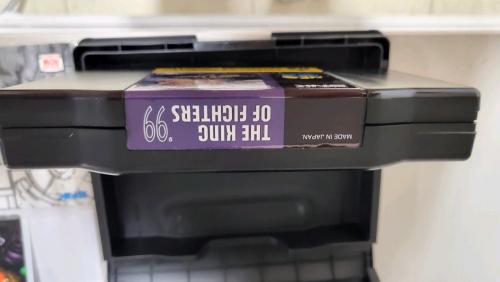 THE KING
OF FIGHTERS
'99
MADE IN JAPAN